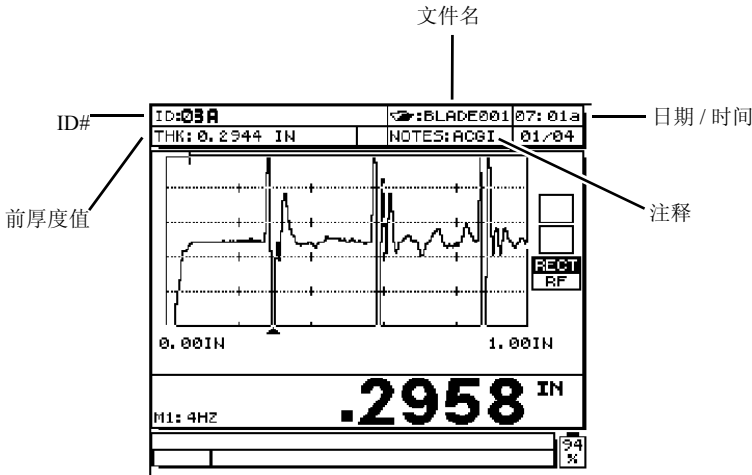 文件名
ID#
ID:03A
:BLADE001
07:01a
日期 / 时间
THK:0.2944 IN
NOTES:ACGI
01/04
前厚度值
注释
RECT
RF
0.00IN
1.00IN
.2958 IN
M1:4HZ
94
%